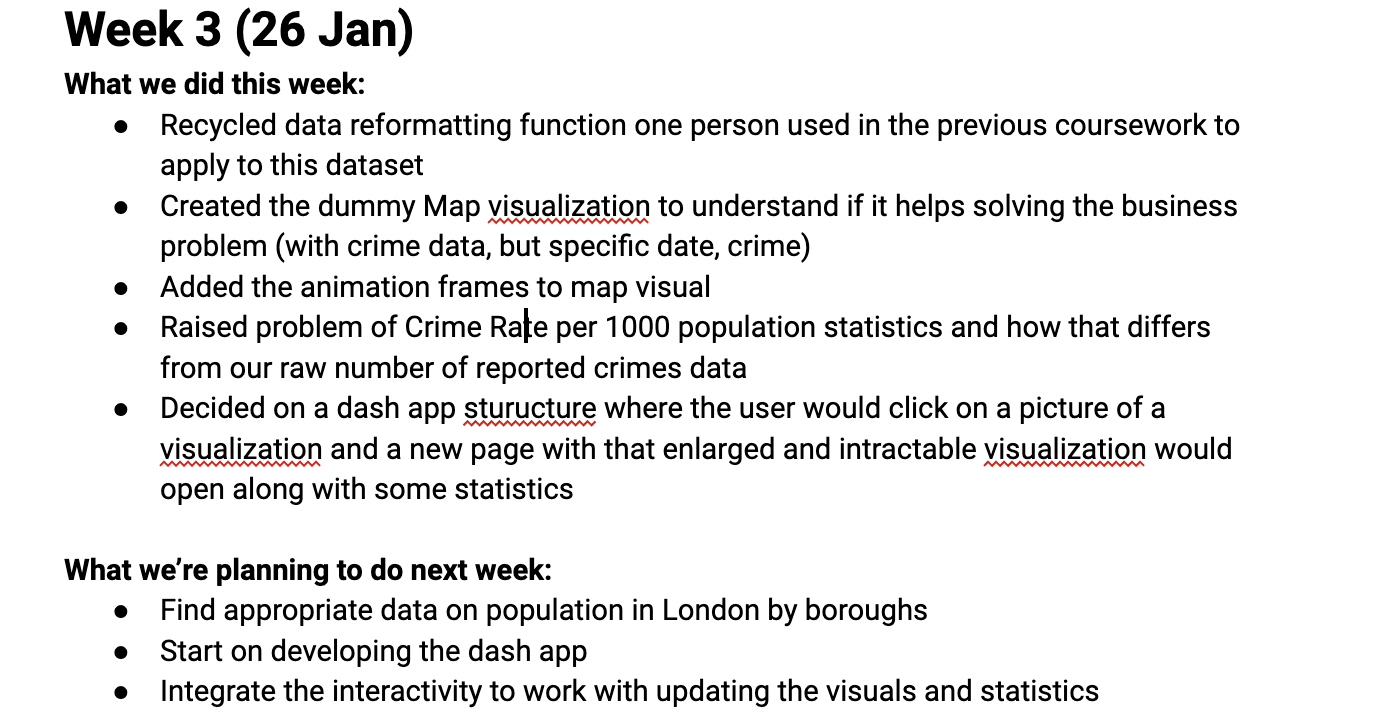 Week 3 (26 Jan)
What we did this week:
● Recycled data reformatting function one person used in the previous coursework to
apply to this dataset
● Created the dummy Map visualization to understand if it helps solving the business
problem (with crime data, but specific date, crime)
● Added the animation frames to map visual
● Raised problem of Crime Rate per 1000 population statistics and how that differs
from our raw number of reported crimes data
● Decided on a dash app sturucture where the user would click on a picture of a
visualization and a new page with that enlarged and intractable visualization would
open along with some statistics
What we’re planning to do next week:
● Find appropriate data on population in London by boroughs
● Start on developing the dash app
● Integrate the interactivity to work with updating the visuals and statistics